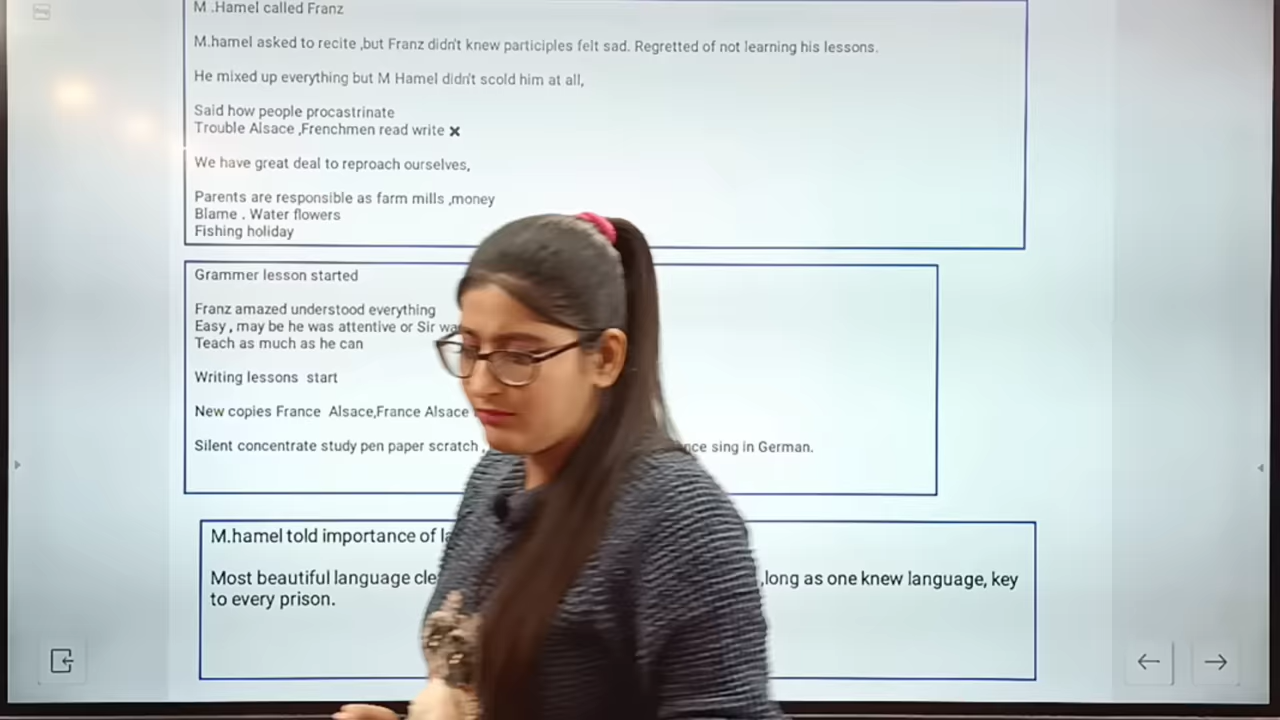 M .Hamel called Franz
M.hamel asked to recite ,but Franz didn't knew participles felt sad. Regretted of not learning his lessons.
He mixed up everything but M Hamel didn't scold him at all,
Said how people procastrinate
Trouble Alsace ,Frenchmen read write ×
We have great deal to reproach ourselves,
Parents are responsible as farm mills ,money
Blame . Water flowers
Fishing holiday
Grammer lesson started
Franz amazed understood everything
Easy , may be he was attentive or Sir
Teach as much as he can
Writing lessons start
New copies France Alsace,France Alsace
Silent concentrate study pen paper scratch , sing in German.
M.hamel told importance of
Most beautiful language ,long as one knew language, key
to every prison.